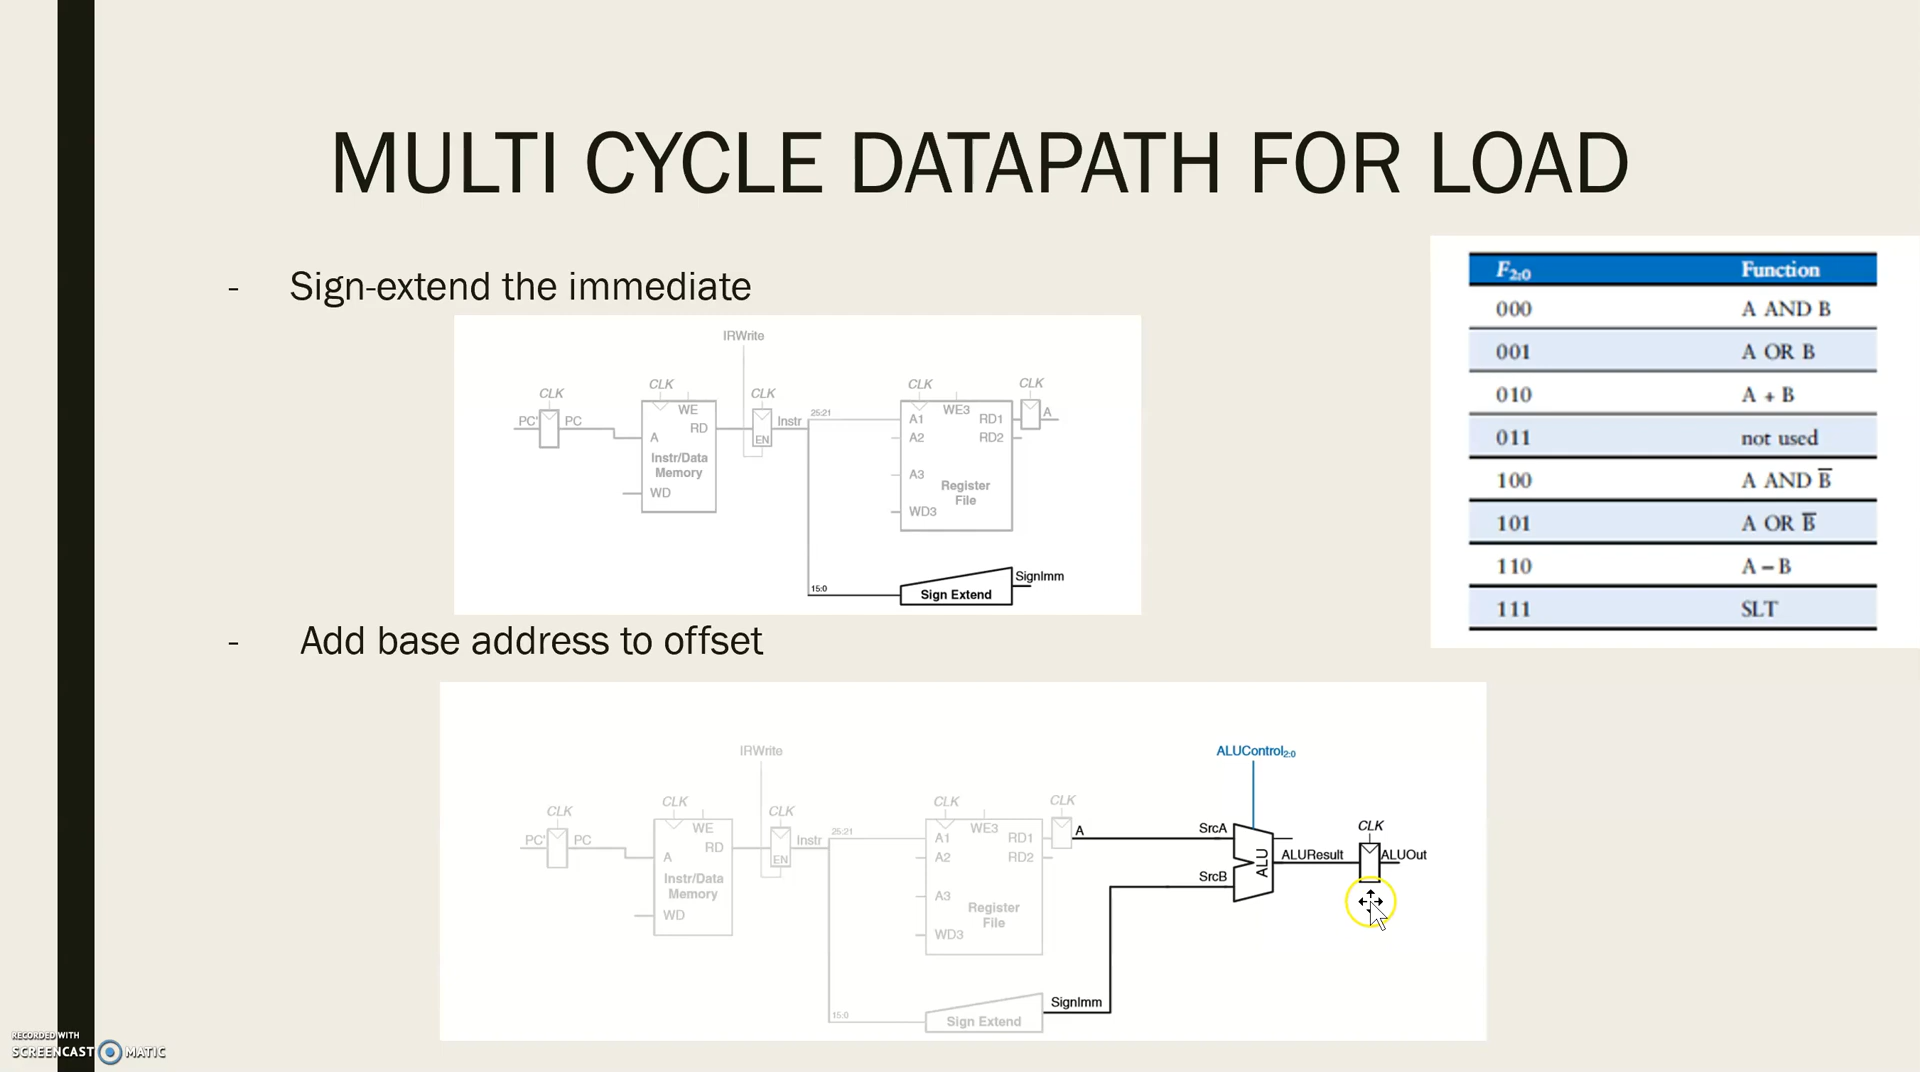 MULTI CYCLE DATAPATH FOR LOAD
- Sign-extend the immediate
IRWrite
CLK
CLK
CLK
CLK
CLK
PC'
PC
WE
RD
A
Instr/Data
Memory
WD
EN
Instr
25:21
A1
WE3
RD1
A
A2
RD2
A3
Register
File
WD3
15:0
Sign Extend
SignImm
F2:0 Function
000 A AND B
001 A OR B
010 A + B
011 not used
100 A AND B̅
101 A OR B̅
110 A – B
111 SLT
- Add base address to offset
IRWrite
ALUControl2:0
CLK
CLK
CLK
CLK
CLK
CLK
PC'
PC
WE
RD
A
Instr/Data
Memory
WD
EN
Instr
25:21
A1
WE3
RD1
A
A2
RD2
A3
Register
File
WD3
SrcA
SrcB
ALU
ALUResult
ALUOut
15:0
Sign Extend
SignImm
RECORDED WITH
SCREENCAST MATIC